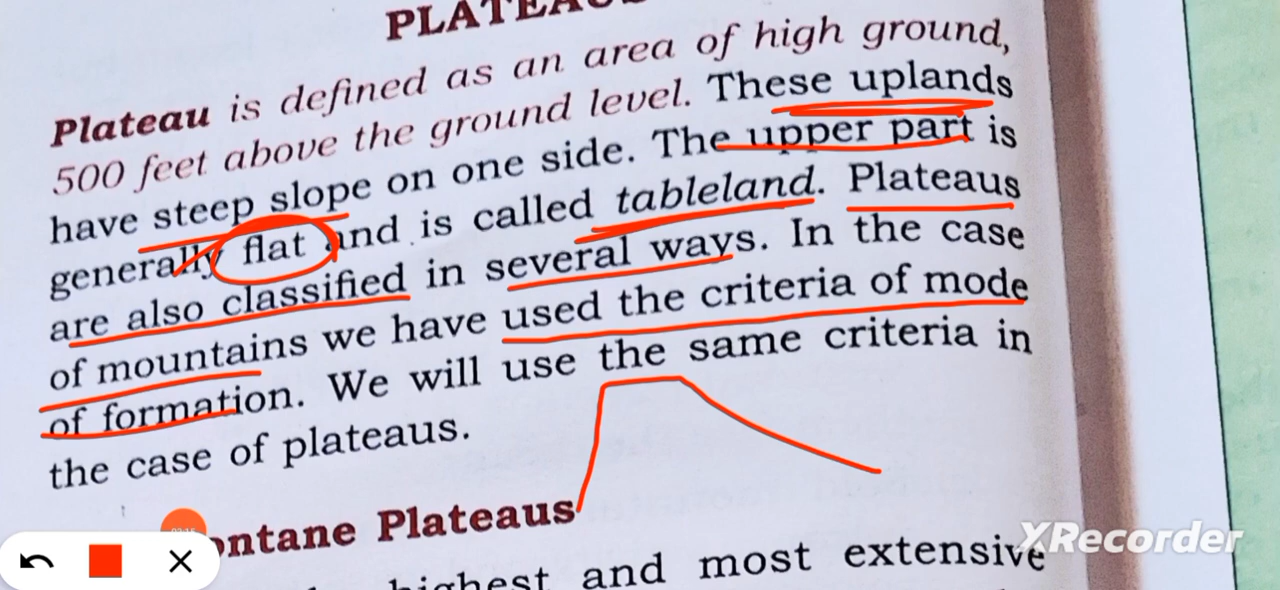 PLATEAUS
Plateau is defined as an area of high ground,
500 feet above the ground level. These uplands
have steep slope on one side. The upper part is
generally flat and is called tableland. Plateaus
are also classified in several ways. In the case
of mountains we have used the criteria of mode
of formation. We will use the same criteria in
the case of plateaus.
ontane Plateaus
highest and most extensive
XRecorder